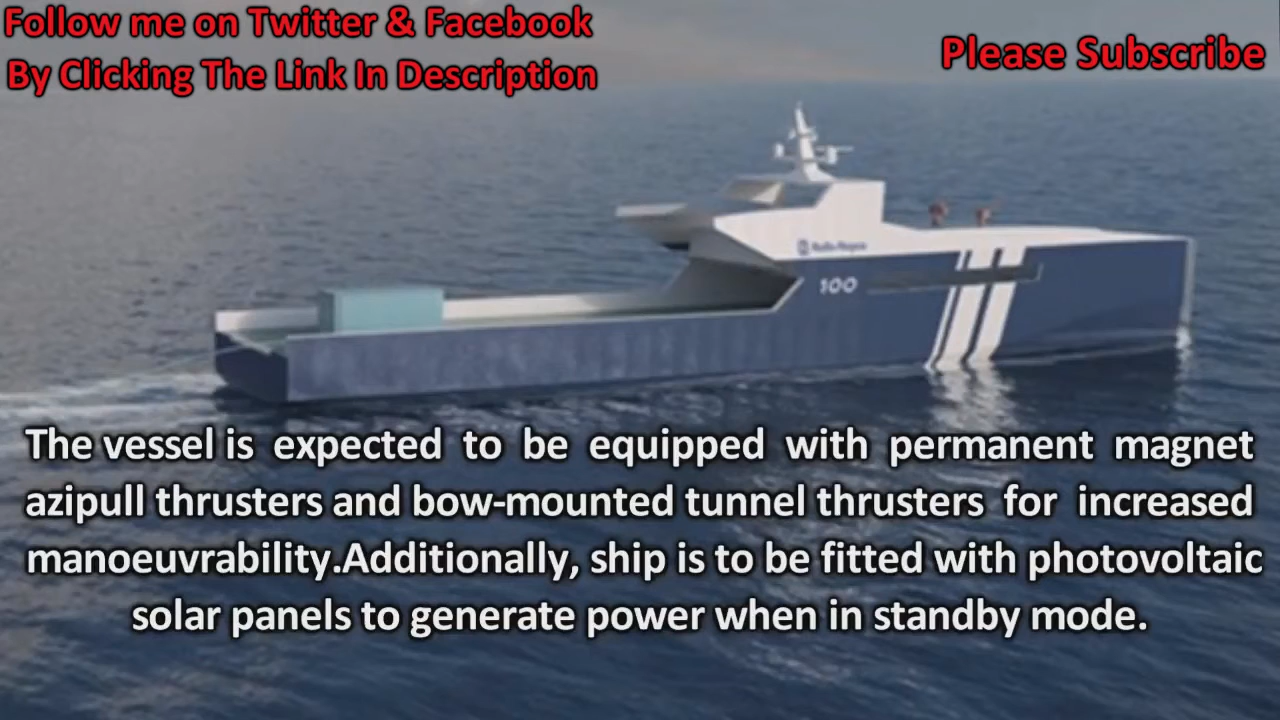 Follow me on Twitter & Facebook
By Clicking The Link In Description
Please Subscribe
Rolls-Royce
100
The vessel is expected to be equipped with permanent magnet
azipull thrusters and bow-mounted tunnel thrusters for increased
manoeuvrability.Additionally, ship is to be fitted with photovoltaic
solar panels to generate power when in standby mode.